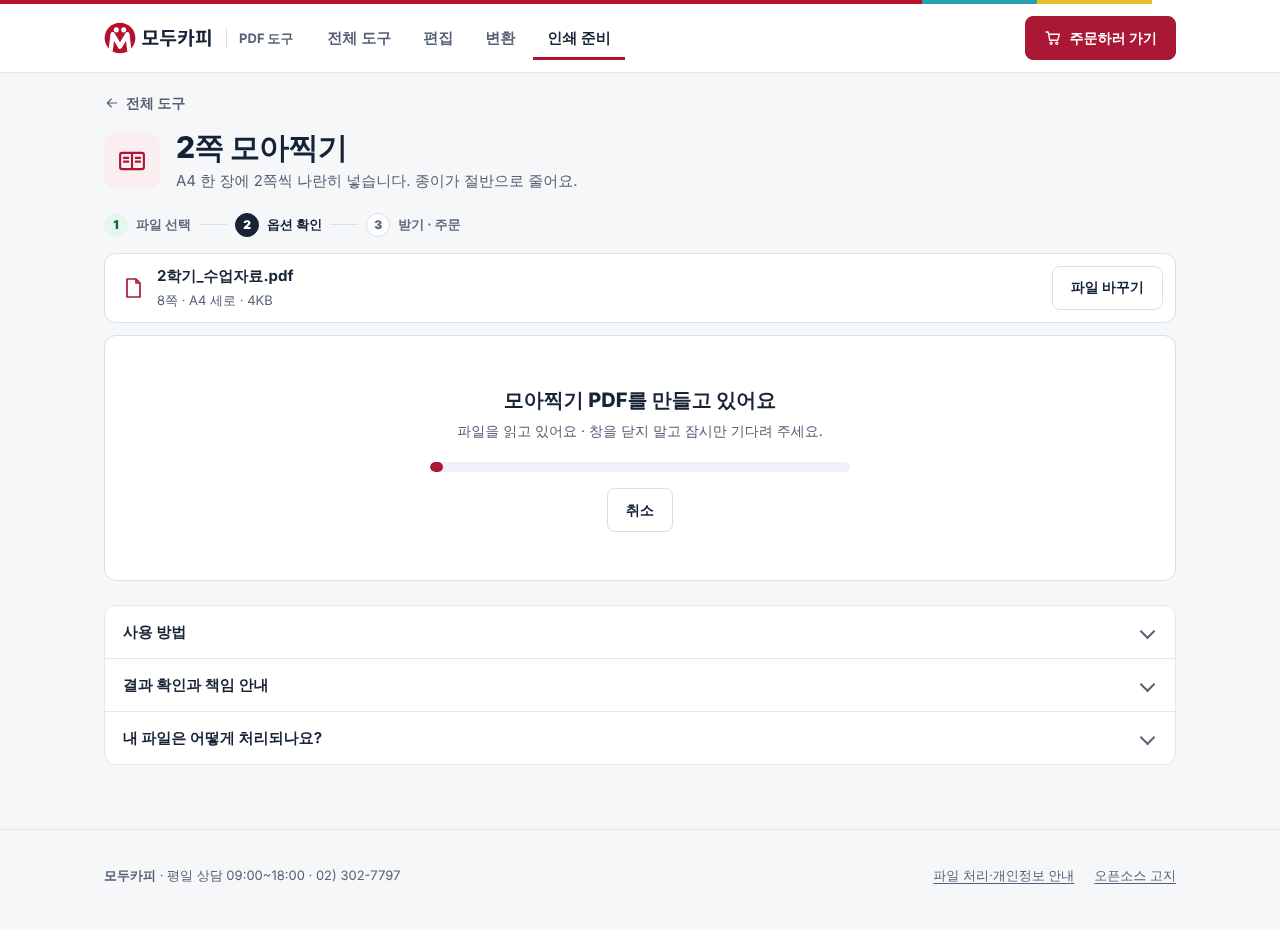 모두카피
PDF 도구
전체 도구
편집
변환
인쇄 준비
주문하러 가기
전체 도구
2쪽 모아찍기
A4 한 장에 2쪽씩 나란히 넣습니다. 종이가 절반으로 줄어요.
1 파일 선택
2 옵션 확인
3 받기 · 주문
2학기_수업자료.pdf
8쪽 · A4 세로 · 4KB
파일 바꾸기
모아찍기 PDF를 만들고 있어요
파일을 읽고 있어요 · 창을 닫지 말고 잠시만 기다려 주세요.
취소
사용 방법
결과 확인과 책임 안내
내 파일은 어떻게 처리되나요?
모두카피 · 평일 상담 09:00~18:00 · 02) 302-7797
파일 처리·개인정보 안내
오픈소스 고지